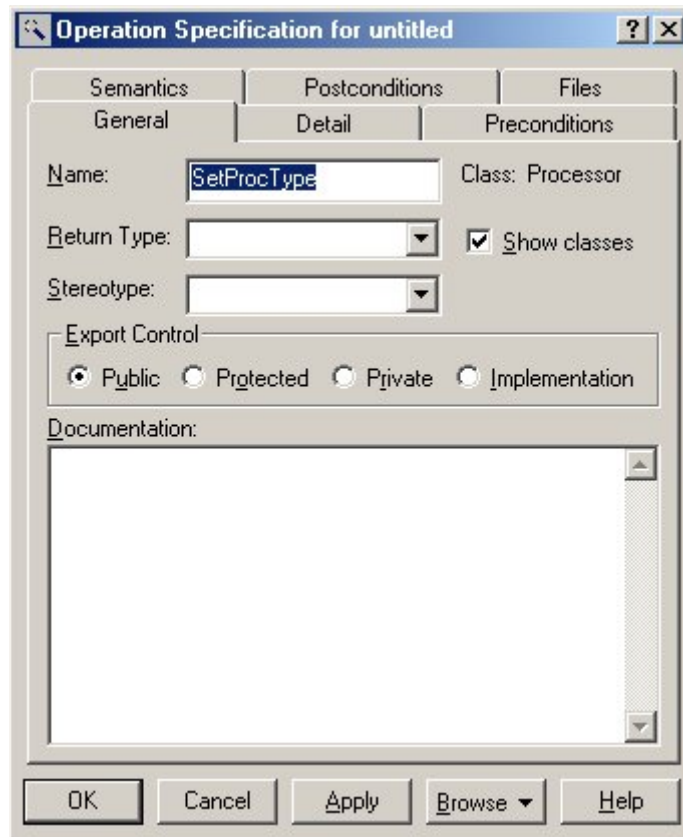 Operation Specification for untitled
Semantics Postconditions Files
General Detail Preconditions
Name: SetProcType Class: Processor
Return Type: Show classes
Stereotype:
Export Control
Public Protected Private Implementation
Documentation:
OK Cancel Apply Browse Help